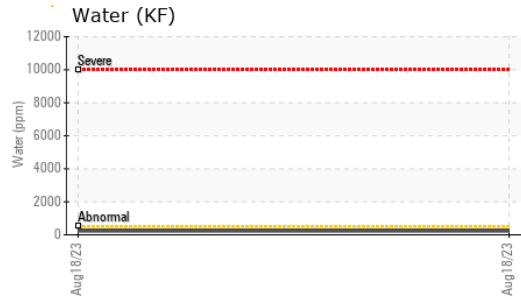 Water (KF)
12000
10000
8000
6000
4000
2000
0
Water (ppm)
Severe
Abnormal
Aug18/23
Aug18/23